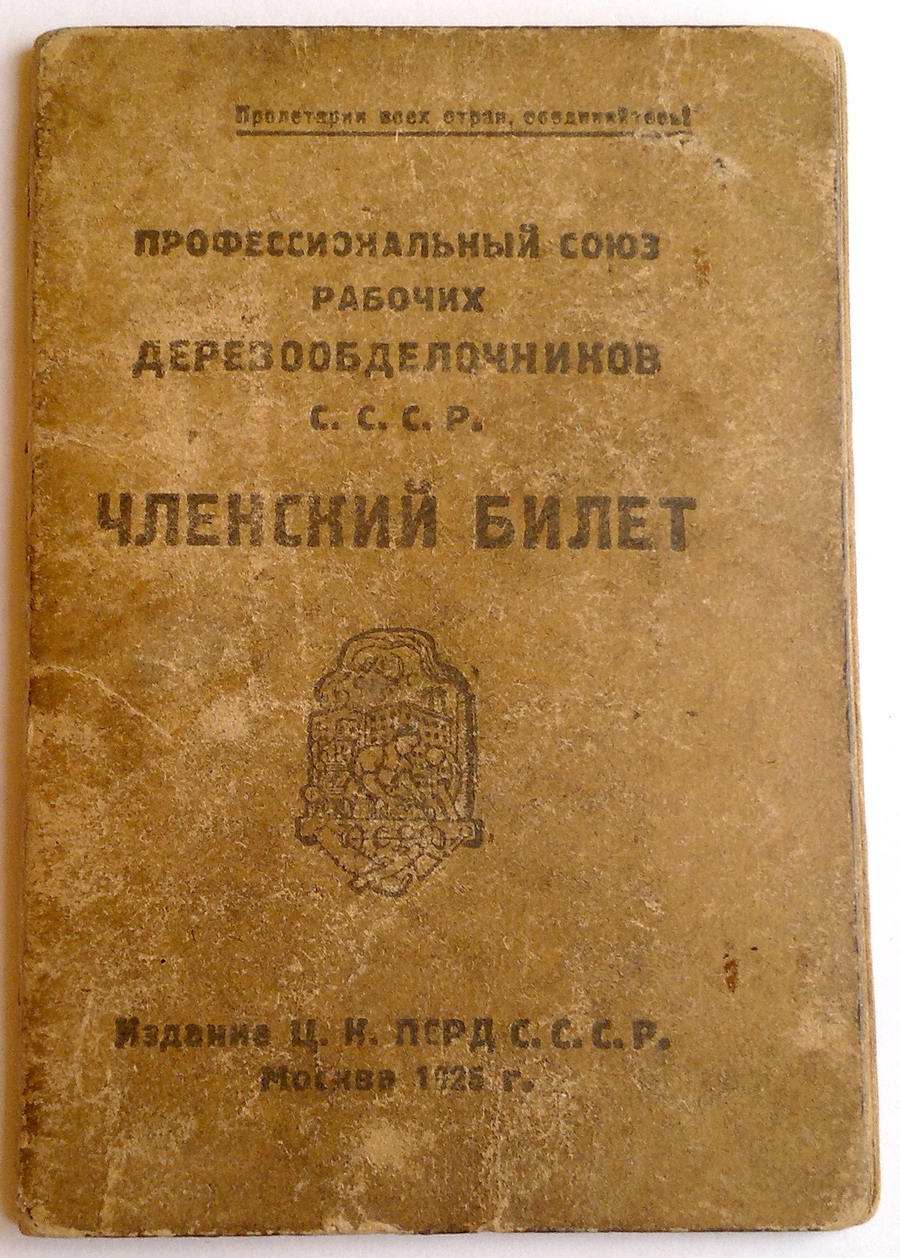 Пролетарии всех стран, соединяйтесь!
ПРОФЕССИОНАЛЬНЫЙ СОЮЗ
РАБОЧИХ
ДЕРЕВООБДЕЛОЧНИКОВ
С. С. С. Р.
ЧЛЕНСКИЙ БИЛЕТ
Издание Ц. К. ПСРД С. С. С. Р.
Москва 1925 г.